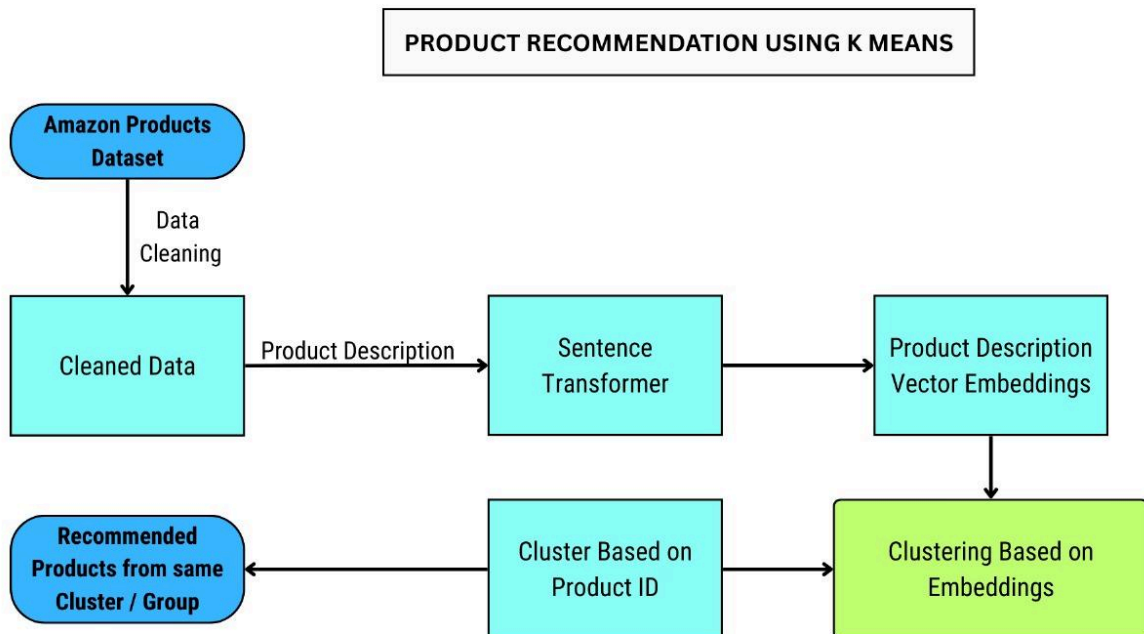 PRODUCT RECOMMENDATION USING K MEANS
Amazon Products
Dataset
Data
Cleaning
Cleaned Data
Product Description
Sentence
Transformer
Product Description
Vector Embeddings
Recommended
Products from same
Cluster / Group
Cluster Based on
Product ID
Clustering Based on
Embeddings